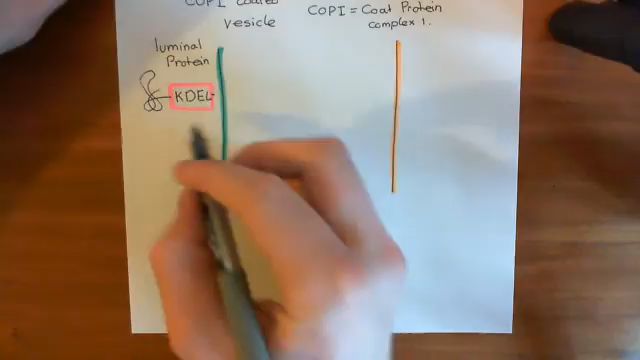 COPI coated
vesicle
COPI = Coat Protein
complex 1.
luminal
Protein
KDEL